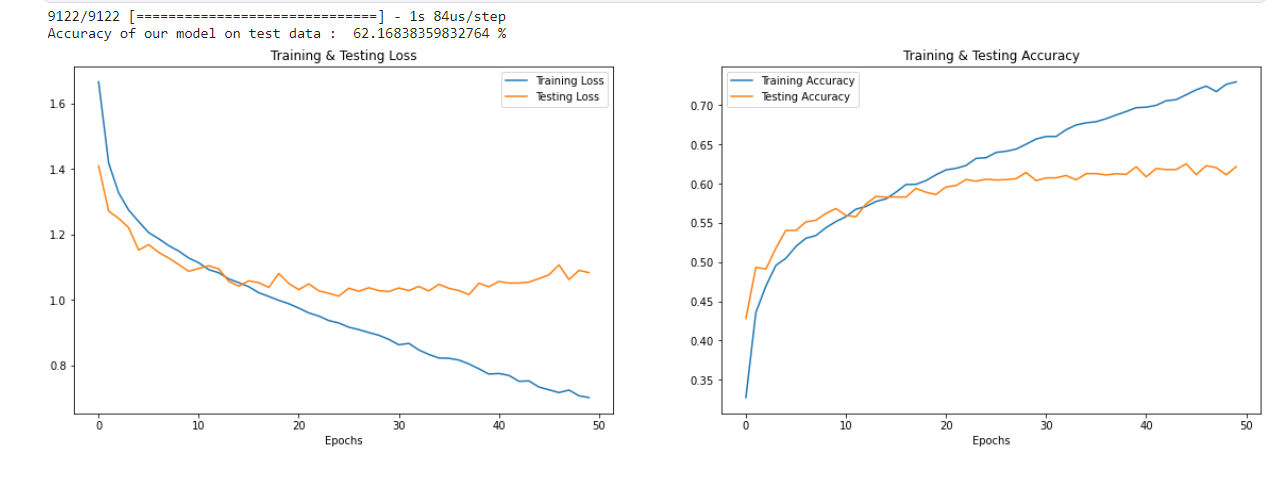 9122/9122 [==============================] - 1s 84us/step
Accuracy of our model on test data :  62.16838359832764 %
Training & Testing Loss
Training Loss
Testing Loss
1.6
1.4
1.2
1.0
0.8
0 10 20 30 40 50
Epochs
Training & Testing Accuracy
Training Accuracy
Testing Accuracy
0.70
0.65
0.60
0.55
0.50
0.45
0.40
0.35
0 10 20 30 40 50
Epochs